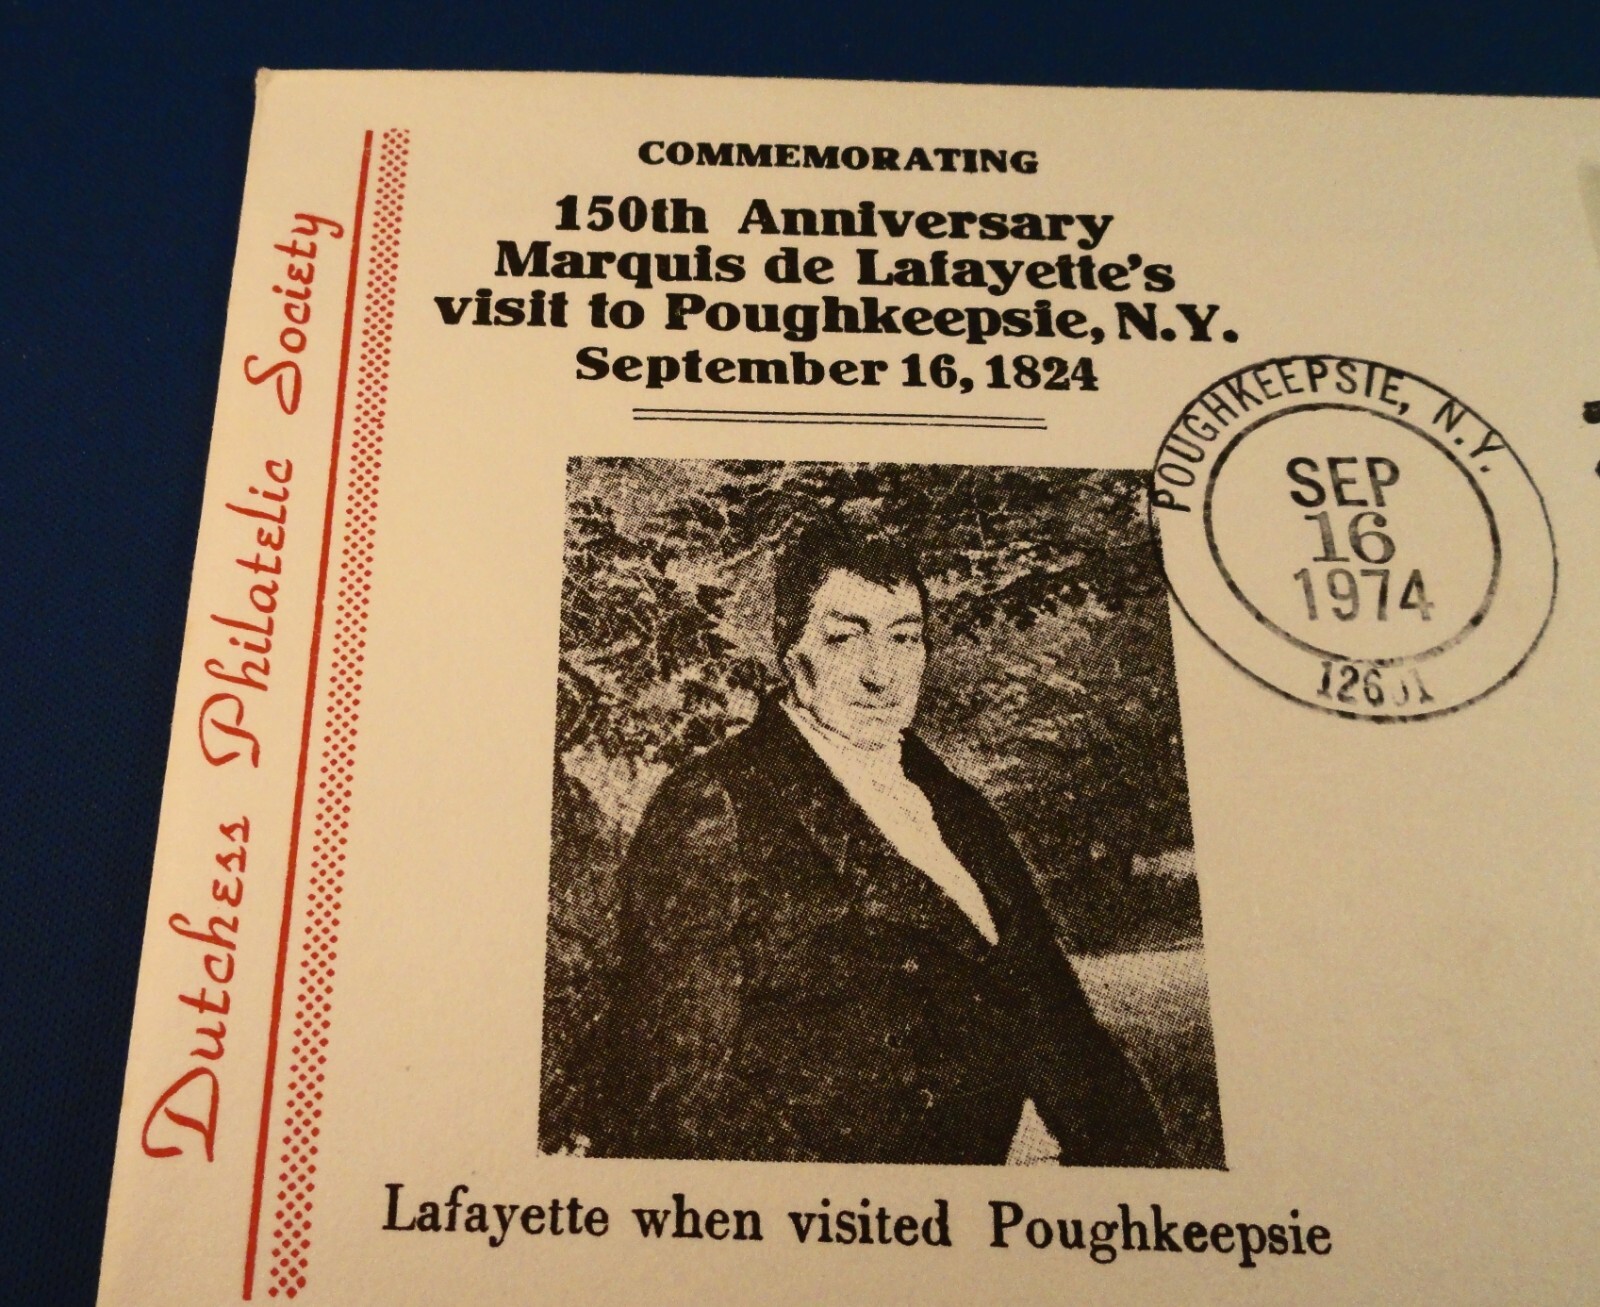 COMMEMORATING
150th Anniversary
Marquis de Lafayette's
visit to Poughkeepsie, N.Y.
September 16, 1824
POUGHKEEPSIE, N.Y.
SEP
16
1974
12601
Dutchess Philatelic Society
Lafayette when visited Poughkeepsie